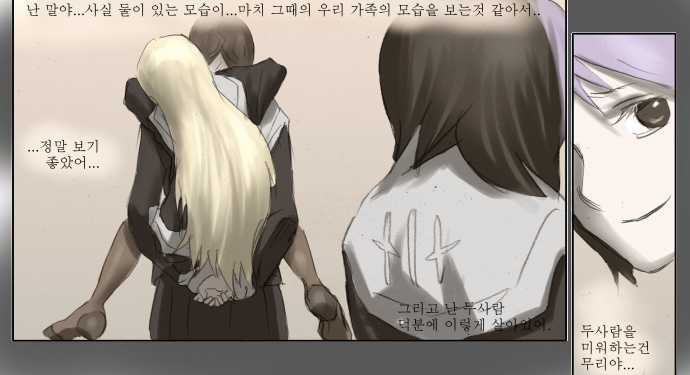 난 말야...사실 둘이 있는 모습이...마치 그때의 우리 가족의 모습을 보는것 같아서..
...정말 보기
좋았어...
그리고 난 두사람
덕분에 이렇게 살아있어.
두사람을
미워하는건
무리야...